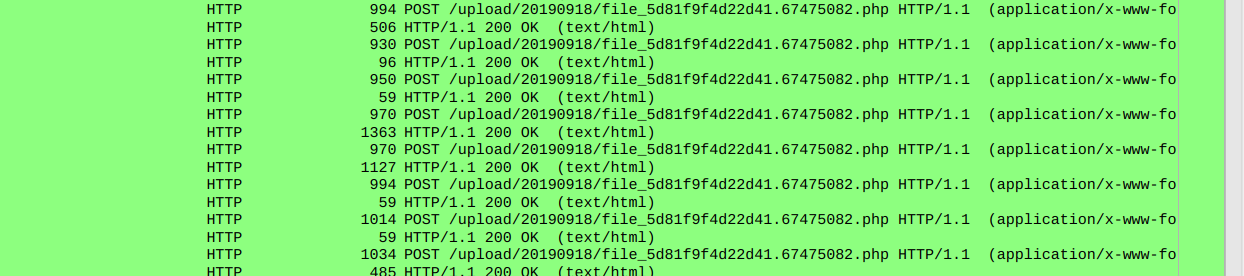 HTTP 994 POST /upload/20190918/file_5d81f9f4d22d41.67475082.php HTTP/1.1 (application/x-www-fo
HTTP 506 HTTP/1.1 200 OK (text/html)
HTTP 930 POST /upload/20190918/file_5d81f9f4d22d41.67475082.php HTTP/1.1 (application/x-www-fo
HTTP 96 HTTP/1.1 200 OK (text/html)
HTTP 950 POST /upload/20190918/file_5d81f9f4d22d41.67475082.php HTTP/1.1 (application/x-www-fo
HTTP 59 HTTP/1.1 200 OK (text/html)
HTTP 970 POST /upload/20190918/file_5d81f9f4d22d41.67475082.php HTTP/1.1 (application/x-www-fo
HTTP 1363 HTTP/1.1 200 OK (text/html)
HTTP 970 POST /upload/20190918/file_5d81f9f4d22d41.67475082.php HTTP/1.1 (application/x-www-fo
HTTP 1127 HTTP/1.1 200 OK (text/html)
HTTP 994 POST /upload/20190918/file_5d81f9f4d22d41.67475082.php HTTP/1.1 (application/x-www-fo
HTTP 59 HTTP/1.1 200 OK (text/html)
HTTP 1014 POST /upload/20190918/file_5d81f9f4d22d41.67475082.php HTTP/1.1 (application/x-www-fo
HTTP 59 HTTP/1.1 200 OK (text/html)
HTTP 1034 POST /upload/20190918/file_5d81f9f4d22d41.67475082.php HTTP/1.1 (application/x-www-fo
HTTP 485 HTTP/1.1 200 OK (text/html)